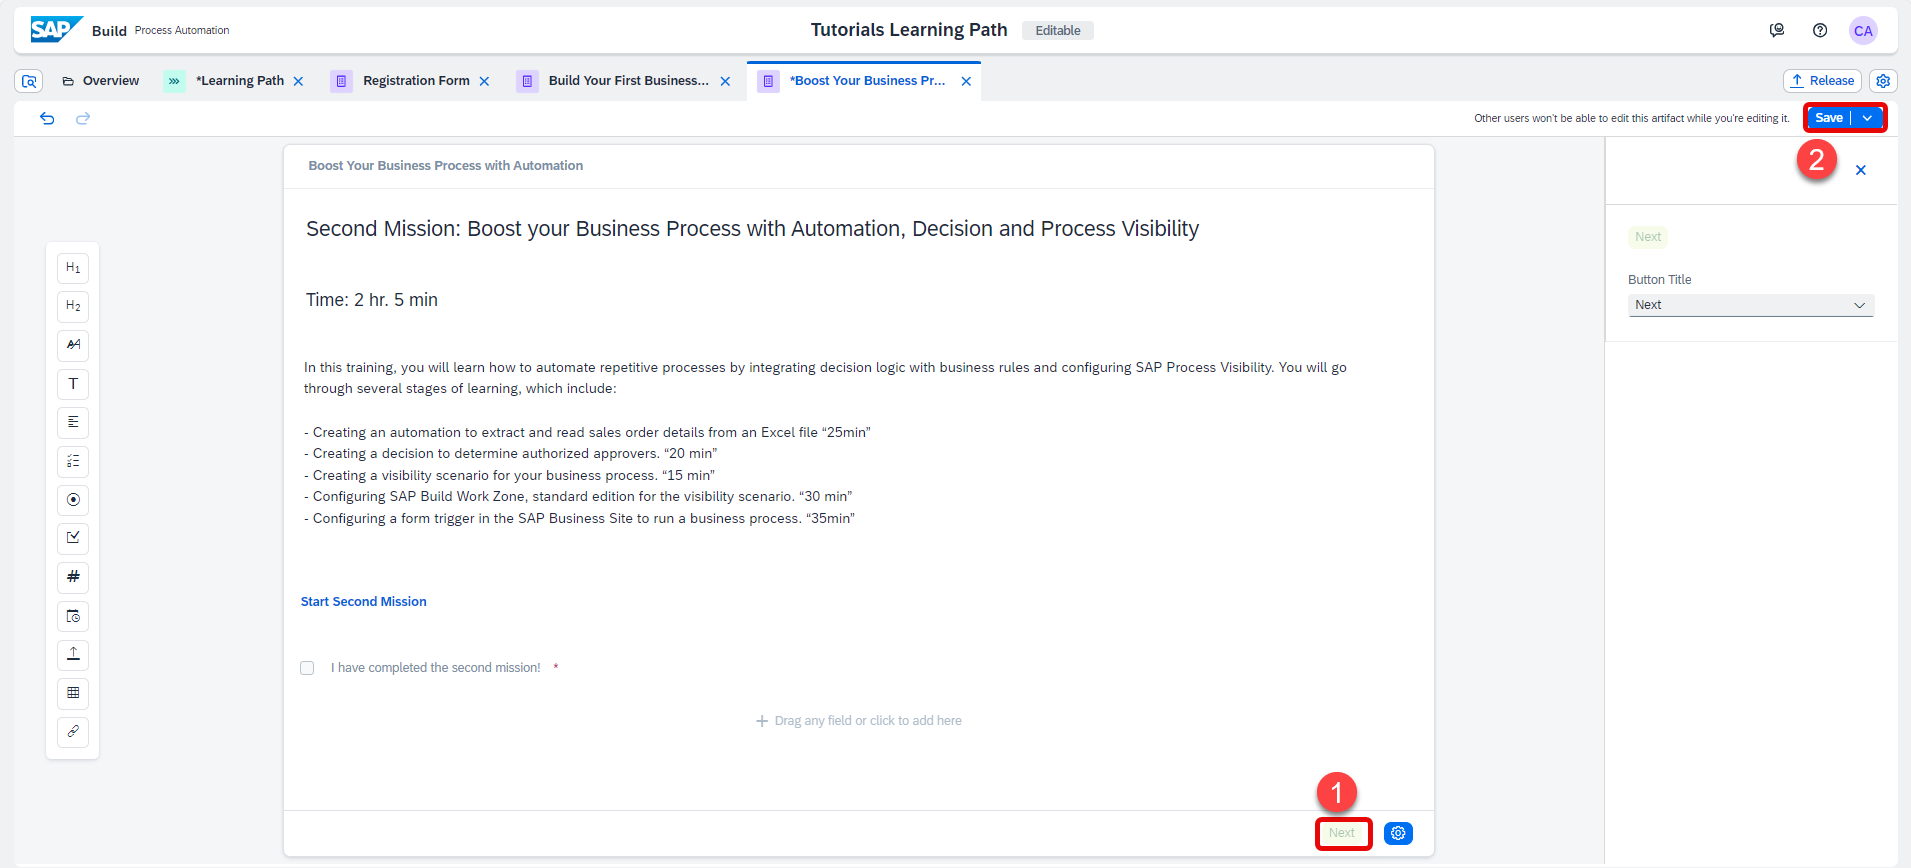 SAP Build Process Automation
Tutorials Learning Path Editable
CA
Overview
*Learning Path
Registration Form
Build Your First Business...
*Boost Your Business Pr...
Release
Other users won't be able to edit this artifact while you're editing it.
Save
2
Boost Your Business Process with Automation
Second Mission: Boost your Business Process with Automation, Decision and Process Visibility
Time: 2 hr. 5 min
In this training, you will learn how to automate repetitive processes by integrating decision logic with business rules and configuring SAP Process Visibility. You will go
through several stages of learning, which include:
- Creating an automation to extract and read sales order details from an Excel file “25min”
- Creating a decision to determine authorized approvers. “20 min”
- Creating a visibility scenario for your business process. “15 min”
- Configuring SAP Build Work Zone, standard edition for the visibility scenario. “30 min”
- Configuring a form trigger in the SAP Business Site to run a business process. “35min”
Start Second Mission
I have completed the second mission! *
Drag any field or click to add here
1
Next
H1
H2
T
#
Next
Button Title
Next